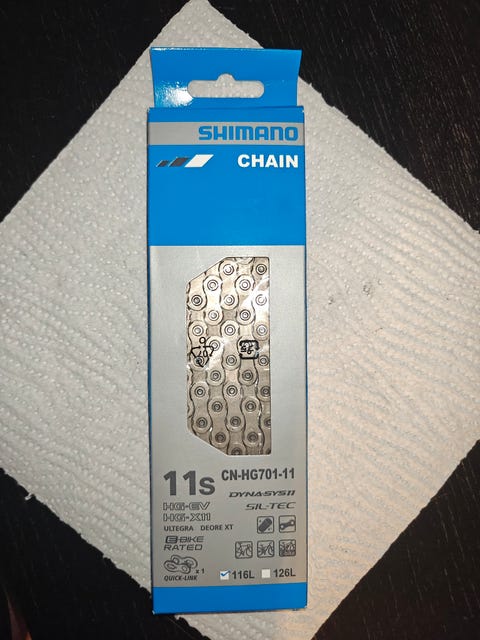 SHIMANO
CHAIN
11s CN-HG701-11
HG-EV DYNA-SYS11
HG-X11 SIL-TEC
ULTEGRA DEORE XT
E-BIKE
RATED
x 1
QUICK-LINK
116L 126L